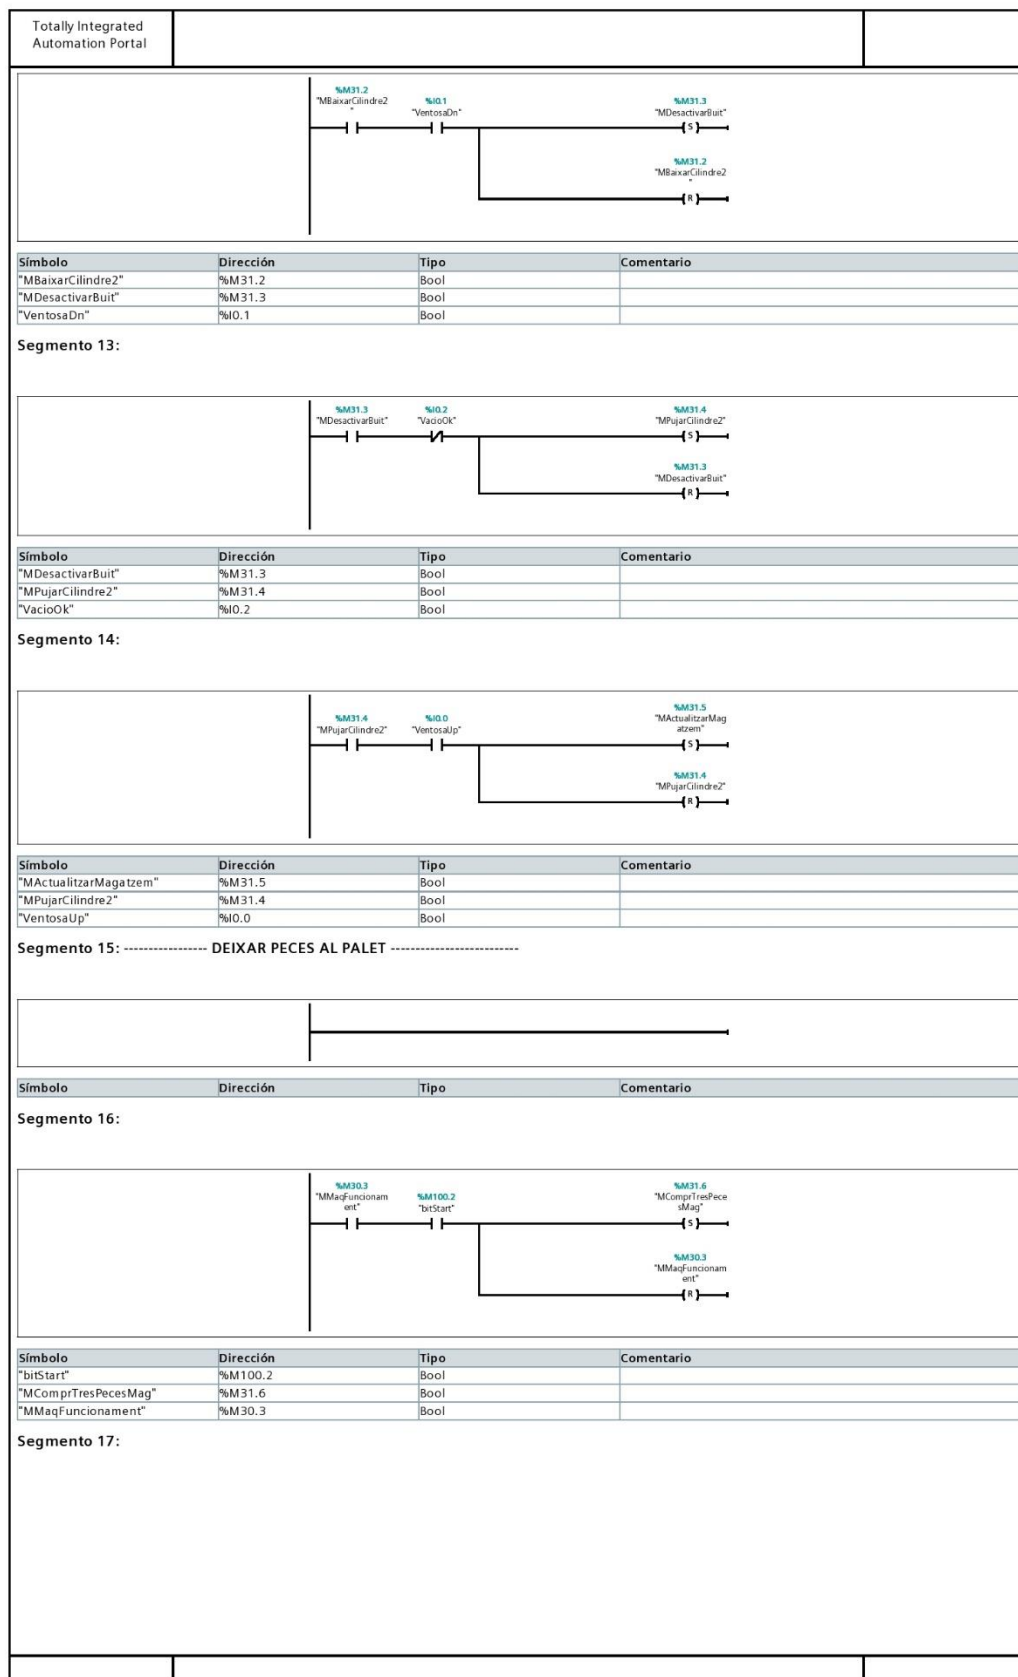 Totally Integrated
Automation Portal
%M31.2
"MBaixarCilindre2
"
%I0.1
"VentosaDn"
%M31.3
"MDesactivarBuit"
S
%M31.2
"MBaixarCilindre2
"
R
Símbolo Dirección Tipo Comentario
"MBaixarCilindre2" %M31.2 Bool
"MDesactivarBuit" %M31.3 Bool
"VentosaDn" %I0.1 Bool
Segmento 13:
%M31.3
"MDesactivarBuit"
%I0.2
"VacioOk"
%M31.4
"MPujarCilindre2"
S
%M31.3
"MDesactivarBuit"
R
Símbolo Dirección Tipo Comentario
"MDesactivarBuit" %M31.3 Bool
"MPujarCilindre2" %M31.4 Bool
"VacioOk" %I0.2 Bool
Segmento 14:
%M31.4
"MPujarCilindre2"
%I0.0
"VentosaUp"
%M31.5
"MActualitzarMag
atzem"
S
%M31.4
"MPujarCilindre2"
R
Símbolo Dirección Tipo Comentario
"MActualitzarMagatzem" %M31.5 Bool
"MPujarCilindre2" %M31.4 Bool
"VentosaUp" %I0.0 Bool
Segmento 15: ----------------- DEIXAR PECES AL PALET --------------------------
Símbolo Dirección Tipo Comentario
Segmento 16:
%M30.3
"MMaqFuncionam
ent"
%M100.2
"bitStart"
%M31.6
"MComprTresPece
sMag"
S
%M30.3
"MMaqFuncionam
ent"
R
Símbolo Dirección Tipo Comentario
"bitStart" %M100.2 Bool
"MComprTresPecesMag" %M31.6 Bool
"MMaqFuncionament" %M30.3 Bool
Segmento 17: